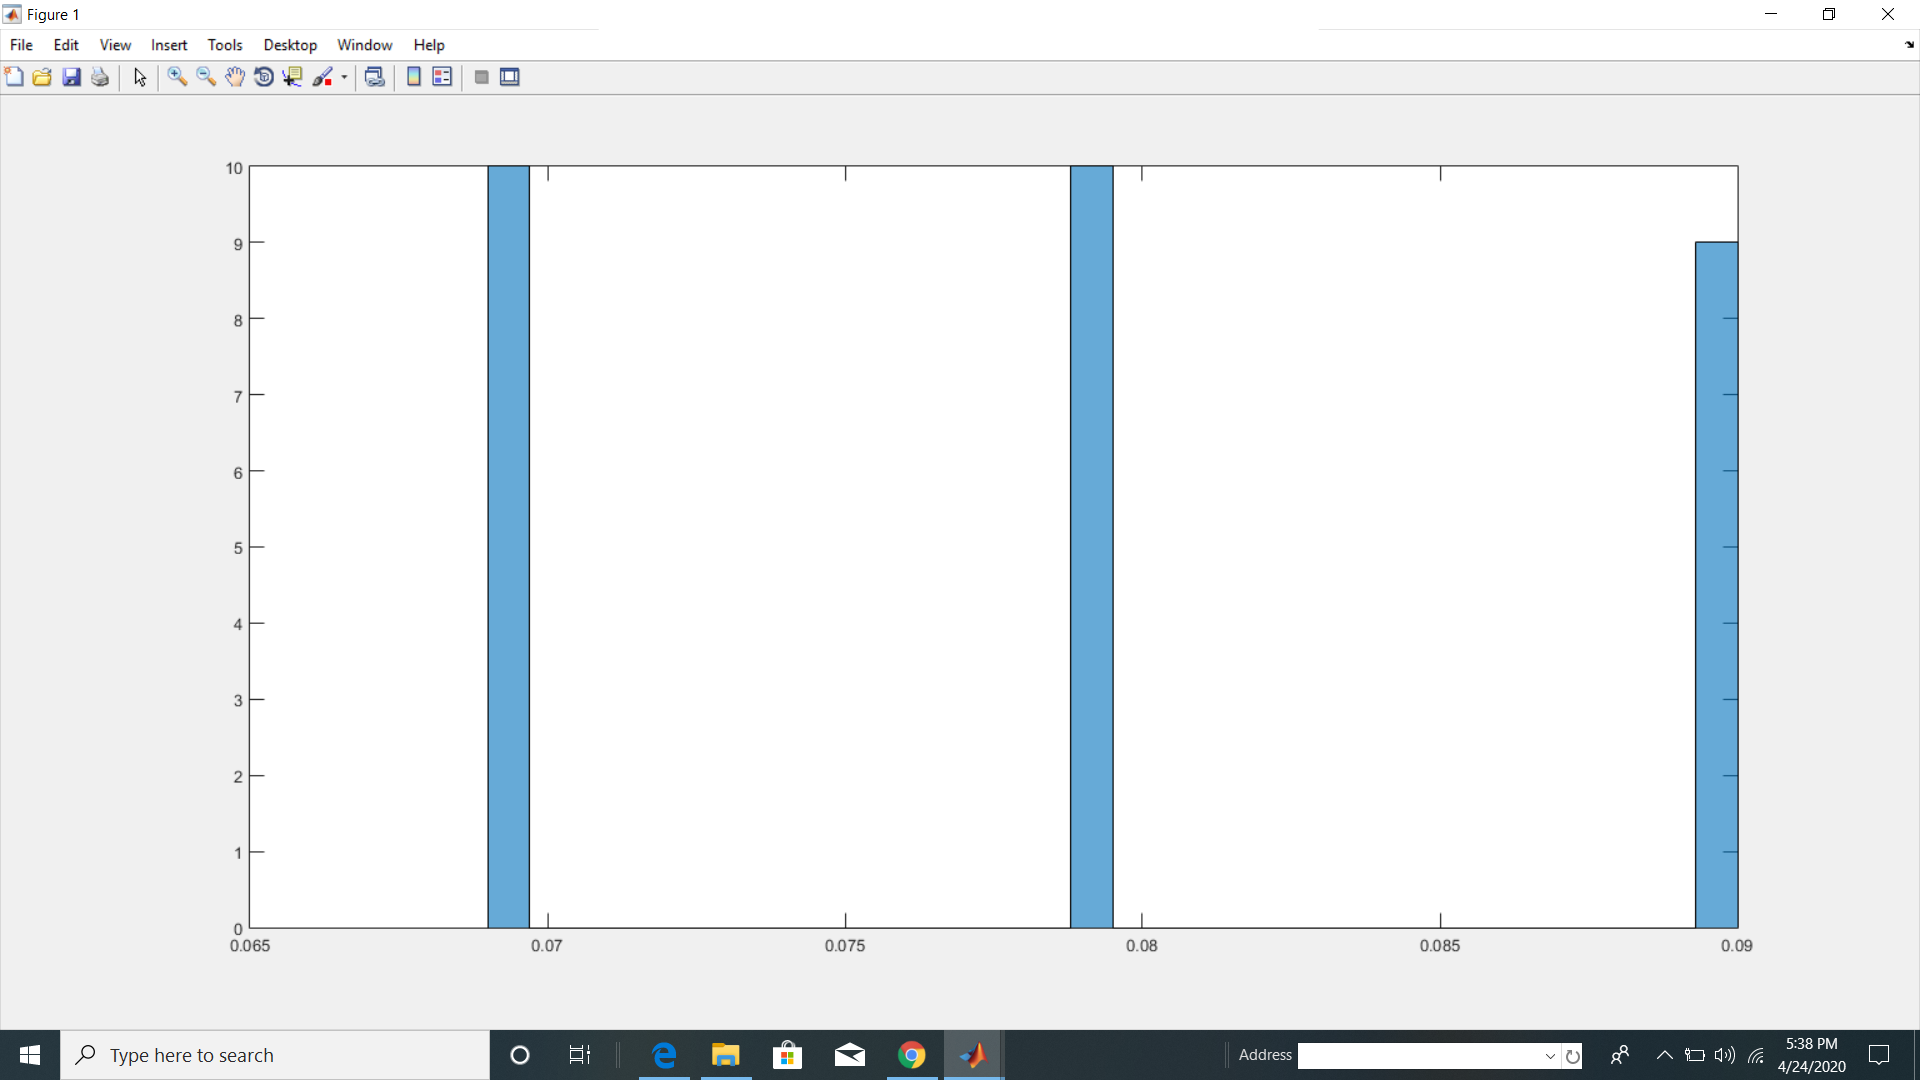 Figure 1
File Edit View Insert Tools Desktop Window Help
10
9
8
7
6
5
4
3
2
1
0
0.065 0.07 0.075 0.08 0.085 0.09
Type here to search
Address
5:38 PM
4/24/2020